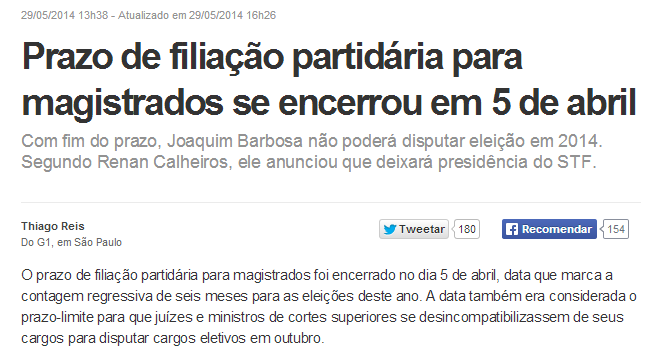 29/05/2014 13h38 - Atualizado em 29/05/2014 16h26
Prazo de filiação partidária para
magistrados se encerrou em 5 de abril
Com fim do prazo, Joaquim Barbosa não poderá disputar eleição em 2014.
Segundo Renan Calheiros, ele anunciou que deixará presidência do STF.
Thiago Reis
Do G1, em São Paulo
Tweetar 180
Recomendar 154
O prazo de filiação partidária para magistrados foi encerrado no dia 5 de abril, data que marca a
contagem regressiva de seis meses para as eleições deste ano. A data também era considerada o
prazo-limite para que juízes e ministros de cortes superiores se desincompatibilizassem de seus
cargos para disputar cargos eletivos em outubro.